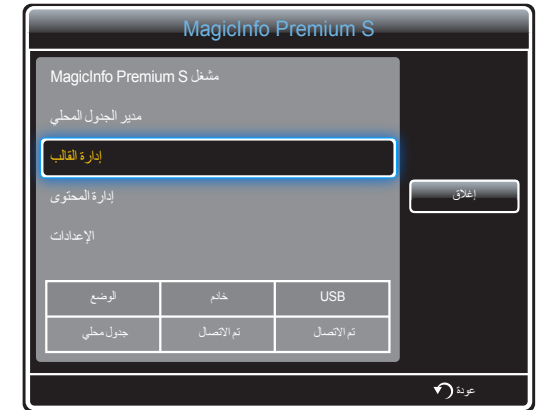 MagicInfo Premium S
مشغل MagicInfo Premium S
مدير الجدول المحلي
إدارة القالب
إدارة المحتوى
إغلاق
الإعدادات
الوضع خادم USB
جدول محلي تم الاتصال تم الاتصال
عودة